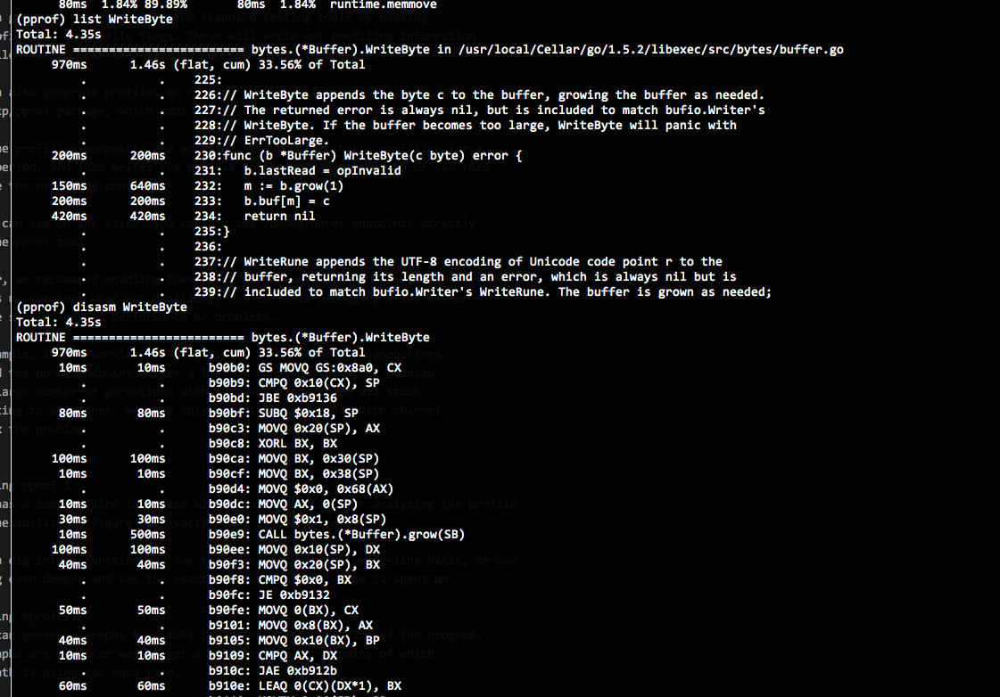 80ms  1.84% 89.89%       80ms  1.84%  runtime.memmove
(pprof) list WriteByte
Total: 4.35s
ROUTINE ======================== bytes.(*Buffer).WriteByte in /usr/local/Cellar/go/1.5.2/libexec/src/bytes/buffer.go
     970ms      1.46s (flat, cum) 33.56% of Total
         .          .    225:
         .          .    226:// WriteByte appends the byte c to the buffer, growing the buffer as needed.
         .          .    227:// The returned error is always nil, but is included to match bufio.Writer's
         .          .    228:// WriteByte. If the buffer becomes too large, WriteByte will panic with
         .          .    229:// ErrTooLarge.
     200ms      200ms    230:func (b *Buffer) WriteByte(c byte) error {
         .          .    231:   b.lastRead = opInvalid
     150ms      640ms    232:   m := b.grow(1)
     200ms      200ms    233:   b.buf[m] = c
     420ms      420ms    234:   return nil
         .          .    235:}
         .          .    236:
         .          .    237:// WriteRune appends the UTF-8 encoding of Unicode code point r to the
         .          .    238:// buffer, returning its length and an error, which is always nil but is
         .          .    239:// included to match bufio.Writer's WriteRune. The buffer is grown as needed;
(pprof) disasm WriteByte
Total: 4.35s
ROUTINE ======================== bytes.(*Buffer).WriteByte
     970ms      1.46s (flat, cum) 33.56% of Total
      10ms       10ms      b90b0: GS MOVQ GS:0x8a0, CX
         .          .      b90b9: CMPQ 0x10(CX), SP
         .          .      b90bd: JBE 0xb9136
      80ms       80ms      b90bf: SUBQ $0x18, SP
         .          .      b90c3: MOVQ 0x20(SP), AX
         .          .      b90c8: XORL BX, BX
     100ms      100ms      b90ca: MOVQ BX, 0x30(SP)
      10ms       10ms      b90cf: MOVQ BX, 0x38(SP)
         .          .      b90d4: MOVQ $0x0, 0x68(AX)
      10ms       10ms      b90dc: MOVQ AX, 0(SP)
      30ms       30ms      b90e0: MOVQ $0x1, 0x8(SP)
      10ms      500ms      b90e9: CALL bytes.(*Buffer).grow(SB)
     100ms      100ms      b90ee: MOVQ 0x10(SP), DX
      40ms       40ms      b90f3: MOVQ 0x20(SP), BX
         .          .      b90f8: CMPQ $0x0, BX
         .          .      b90fc: JE 0xb9132
      50ms       50ms      b90fe: MOVQ 0(BX), CX
         .          .      b9101: MOVQ 0x8(BX), AX
      40ms       40ms      b9105: MOVQ 0x10(BX), BP
      10ms       10ms      b9109: CMPQ AX, DX
         .          .      b910c: JAE 0xb912b
      60ms       60ms      b910e: LEAQ 0(CX)(DX*1), BX